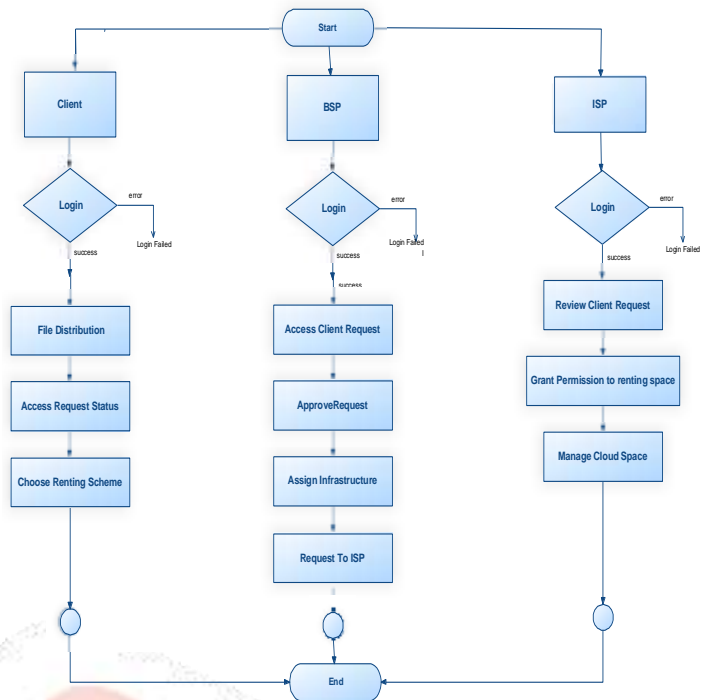 Start
Client
BSP
ISP
Login
error
Login Failed
success
Login
error
Login Failed
success
success
Login
error
Login Failed
success
File Distribution
Access Request Status
Choose Renting Scheme
Access Client Request
ApproveRequest
Assign Infrastructure
Request To ISP
Review Client Request
Grant Permission to renting space
Manage Cloud Space
End